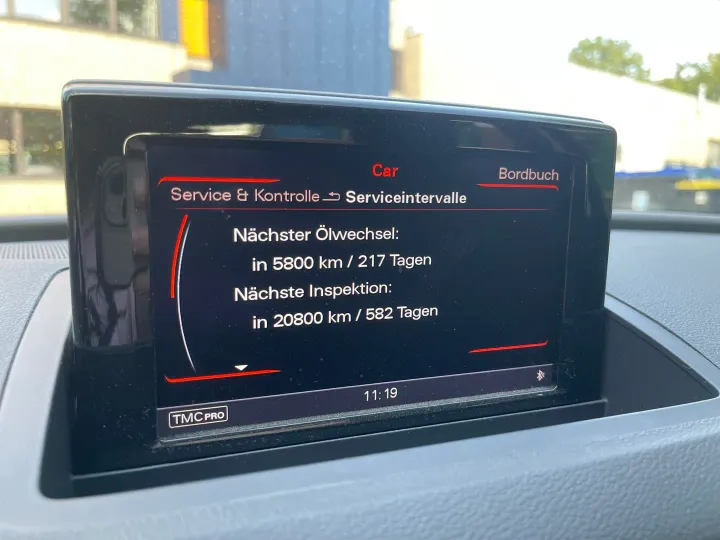 Car
Bordbuch
Service & Kontrolle Serviceintervalle
Nächster Ölwechsel:
in 5800 km / 217 Tagen
Nächste Inspektion:
in 20800 km / 582 Tagen
11:19
TMC PRO